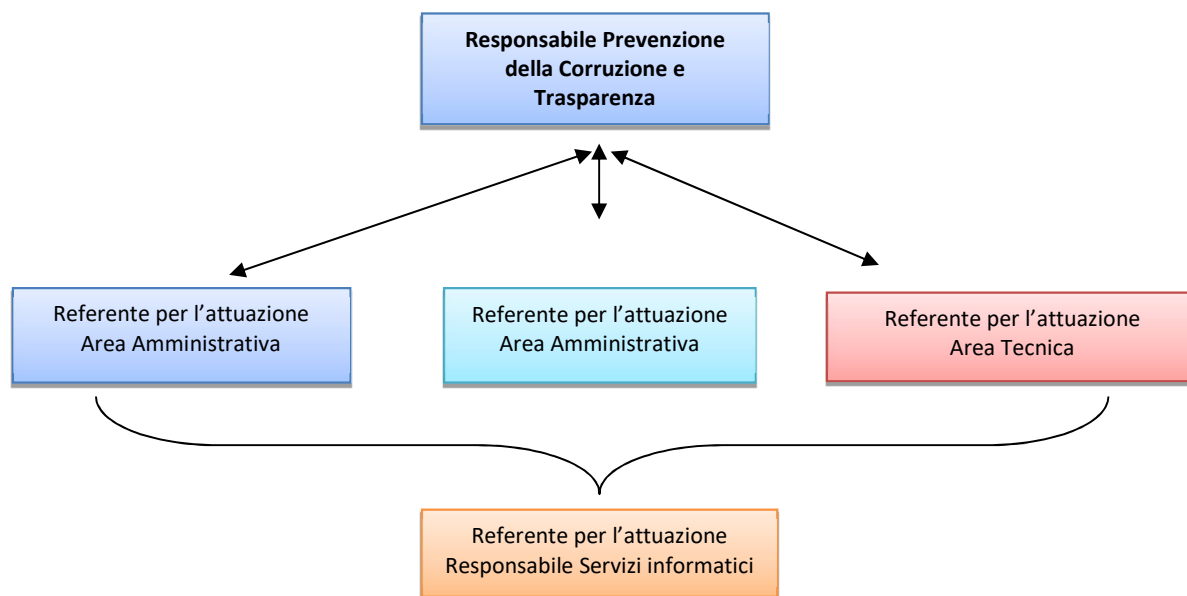 Responsabile Prevenzione
della Corruzione e
Trasparenza
Referente per l’attuazione
Area Amministrativa
Referente per l’attuazione
Area Amministrativa
Referente per l’attuazione
Area Tecnica
Referente per l’attuazione
Responsabile Servizi informatici